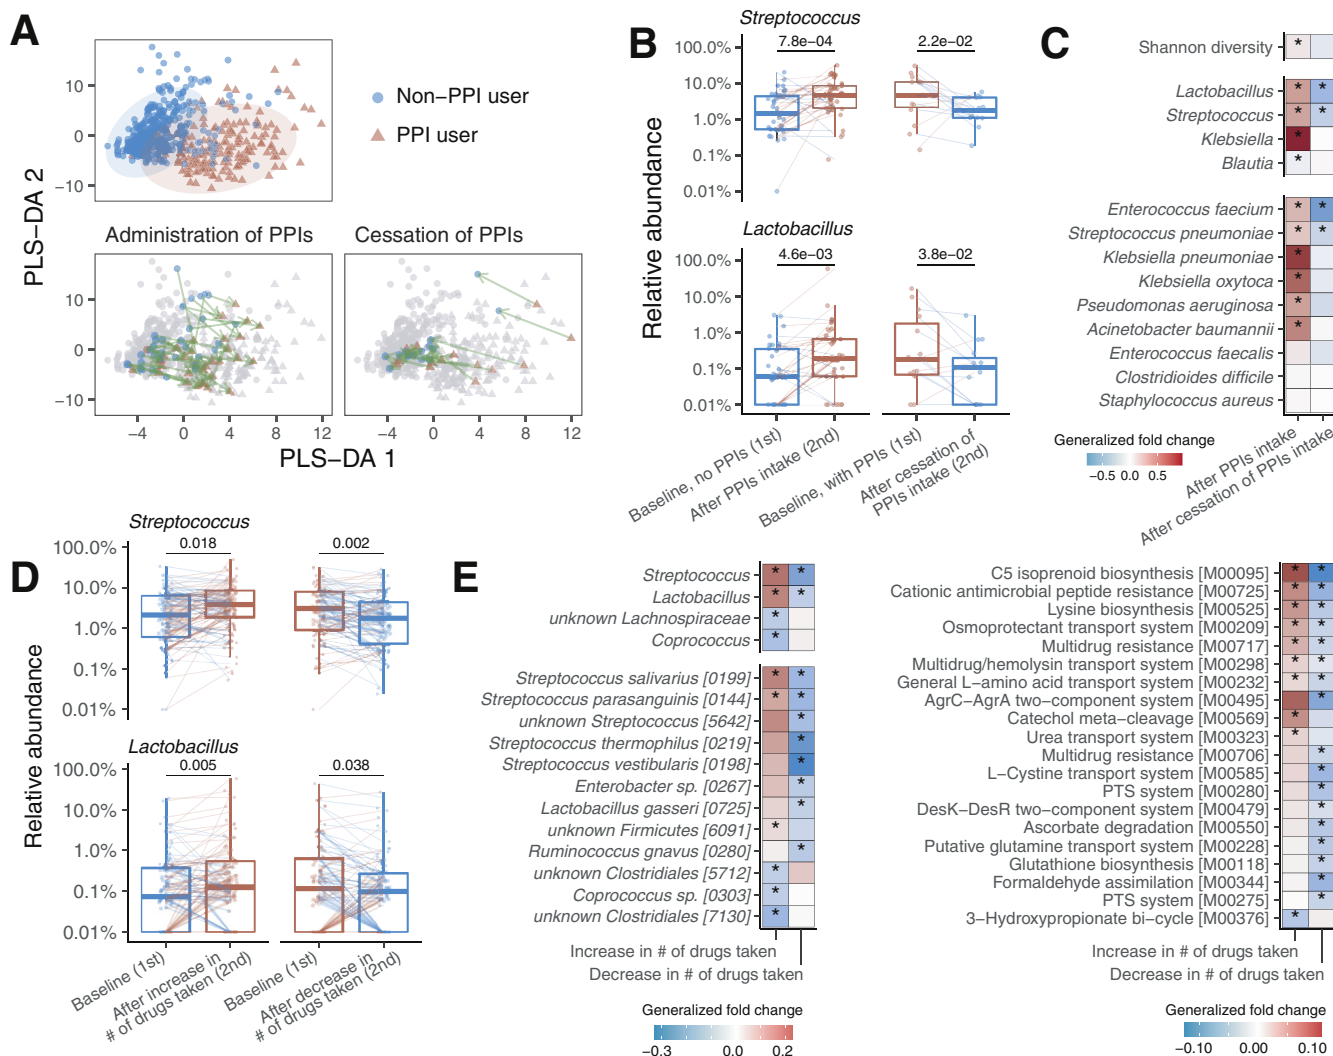 A
PLS−DA 2
10
0
−10
Non−PPI user
PPI user
Administration of PPIs
Cessation of PPIs
10
0
−10
−4 0 4 8 12
−4 0 4 8 12
PLS−DA 1
B
Relative abundance
Streptococcus
7.8e−04 2.2e−02
100.0%
10.0%
1.0%
0.1%
0.01%
Lactobacillus
4.6e−03 3.8e−02
100.0%
10.0%
1.0%
0.1%
0.01%
Baseline, no PPIs (1st)
After PPIs intake (2nd)
Baseline, with PPIs (1st)
After cessation of
PPIs intake (2nd)
C
Shannon diversity *
Lactobacillus * *
Streptococcus * *
Klebsiella *
Blautia *
Enterococcus faecium * *
Streptococcus pneumoniae * *
Klebsiella pneumoniae *
Klebsiella oxytoca *
Pseudomonas aeruginosa *
Acinetobacter baumannii *
Enterococcus faecalis
Clostridioides difficile
Staphylococcus aureus
Generalized fold change
−0.5 0.0 0.5
After PPIs intake
After cessation of PPIs intake
D
Relative abundance
Streptococcus
0.018 0.002
100.0%
10.0%
1.0%
0.1%
0.01%
Lactobacillus
0.005 0.038
100.0%
10.0%
1.0%
0.1%
0.01%
Baseline (1st)
After increase in
# of drugs taken (2nd)
Baseline (1st)
After decrease in
# of drugs taken (2nd)
E
Streptococcus * *
Lactobacillus * *
unknown Lachnospiraceae *
Coprococcus *
Streptococcus salivarius [0199] * *
Streptococcus parasanguinis [0144] * *
unknown Streptococcus [5642] *
Streptococcus thermophilus [0219] *
Streptococcus vestibularis [0198] *
Enterobacter sp. [0267] *
Lactobacillus gasseri [0725] *
unknown Firmicutes [6091] *
Ruminococcus gnavus [0280] *
unknown Clostridiales [5712] *
Coprococcus sp. [0303] *
unknown Clostridiales [7130] *
Increase in # of drugs taken
Decrease in # of drugs taken
Generalized fold change
−0.3 0.0 0.2
C5 isoprenoid biosynthesis [M00095] * *
Cationic antimicrobial peptide resistance [M00725] * *
Lysine biosynthesis [M00525] * *
Osmoprotectant transport system [M00209] * *
Multidrug resistance [M00717] * *
Multidrug/hemolysin transport system [M00298] * *
General L−amino acid transport system [M00232] * *
AgrC−AgrA two−component system [M00495] *
Catechol meta−cleavage [M00569] *
Urea transport system [M00323] *
Multidrug resistance [M00706] *
L−Cystine transport system [M00585] *
PTS system [M00280] *
DesK−DesR two−component system [M00479] *
Ascorbate degradation [M00550] *
Putative glutamine transport system [M00228] *
Glutathione biosynthesis [M00118] *
Formaldehyde assimilation [M00344] *
PTS system [M00275] *
3−Hydroxypropionate bi−cycle [M00376] *
Increase in # of drugs taken
Decrease in # of drugs taken
Generalized fold change
−0.10 0.00 0.10